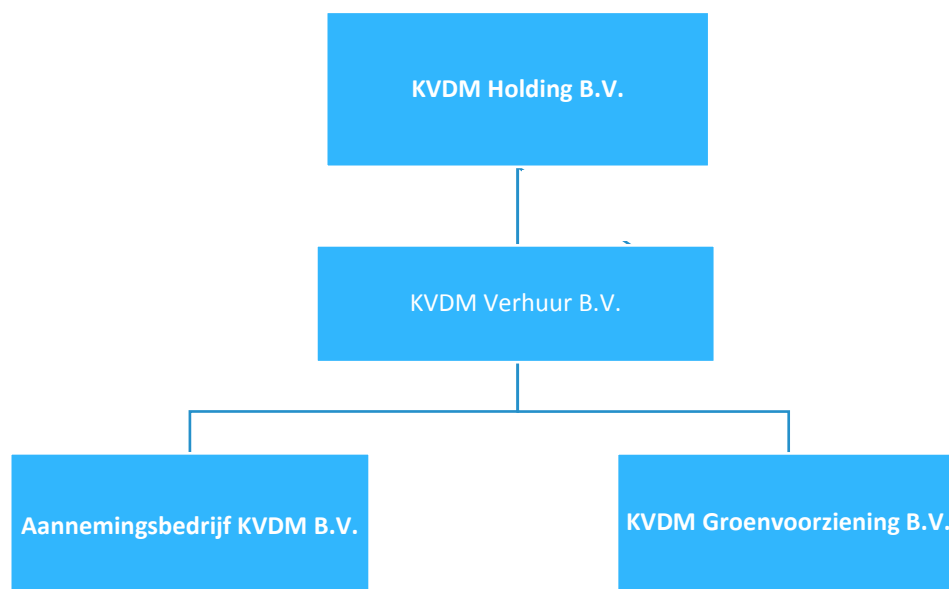 KVDM Holding B.V.
KVDM Verhuur B.V.
Aannemingsbedrijf KVDM B.V.
KVDM Groenvoorziening B.V.